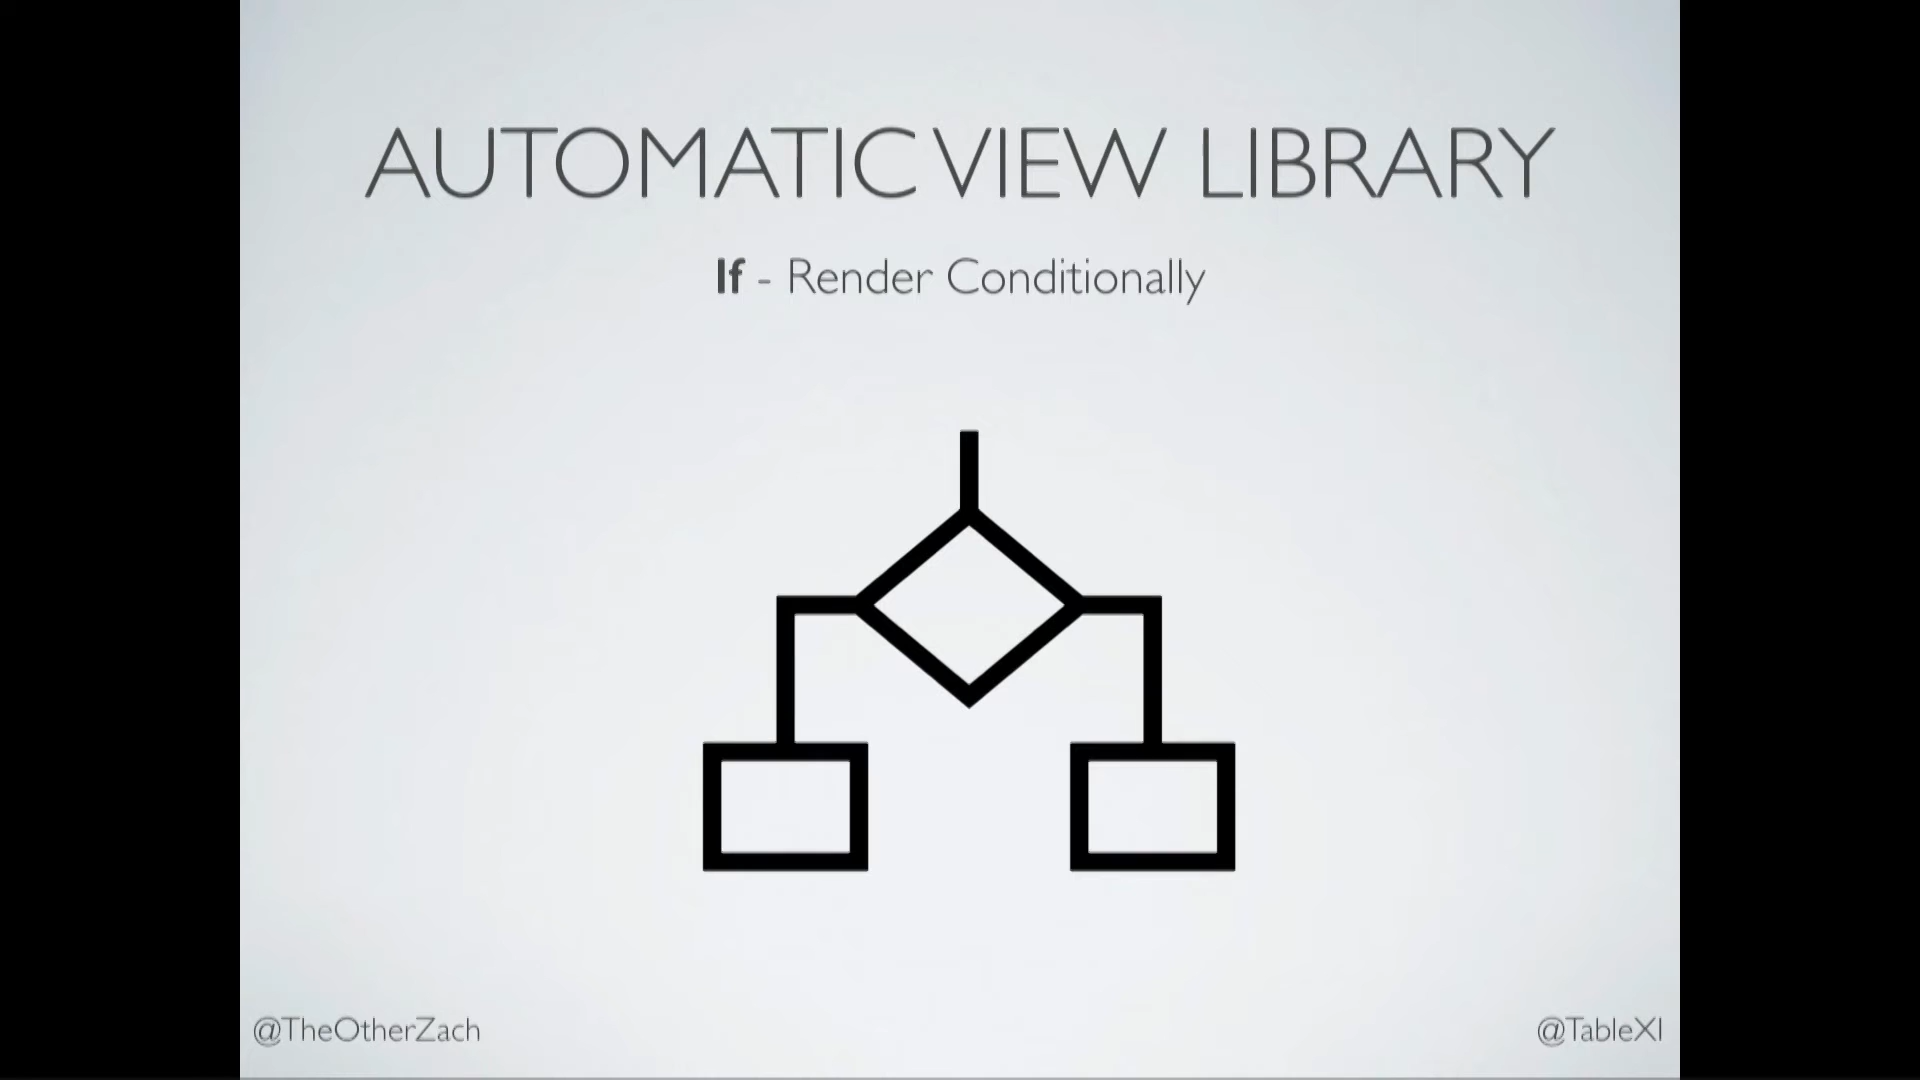 AUTOMATIC VIEW LIBRARY
If - Render Conditionally
@TheOtherZach
@TableXI